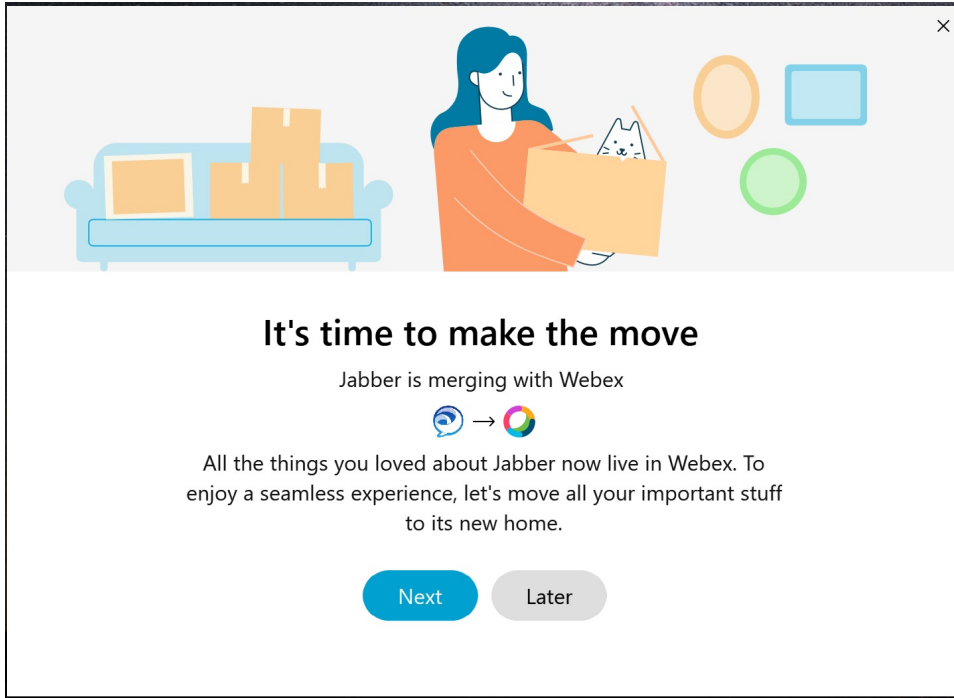 It's time to make the move
Jabber is merging with Webex
All the things you loved about Jabber now live in Webex. To
enjoy a seamless experience, let's move all your important stuff
to its new home.
Next
Later